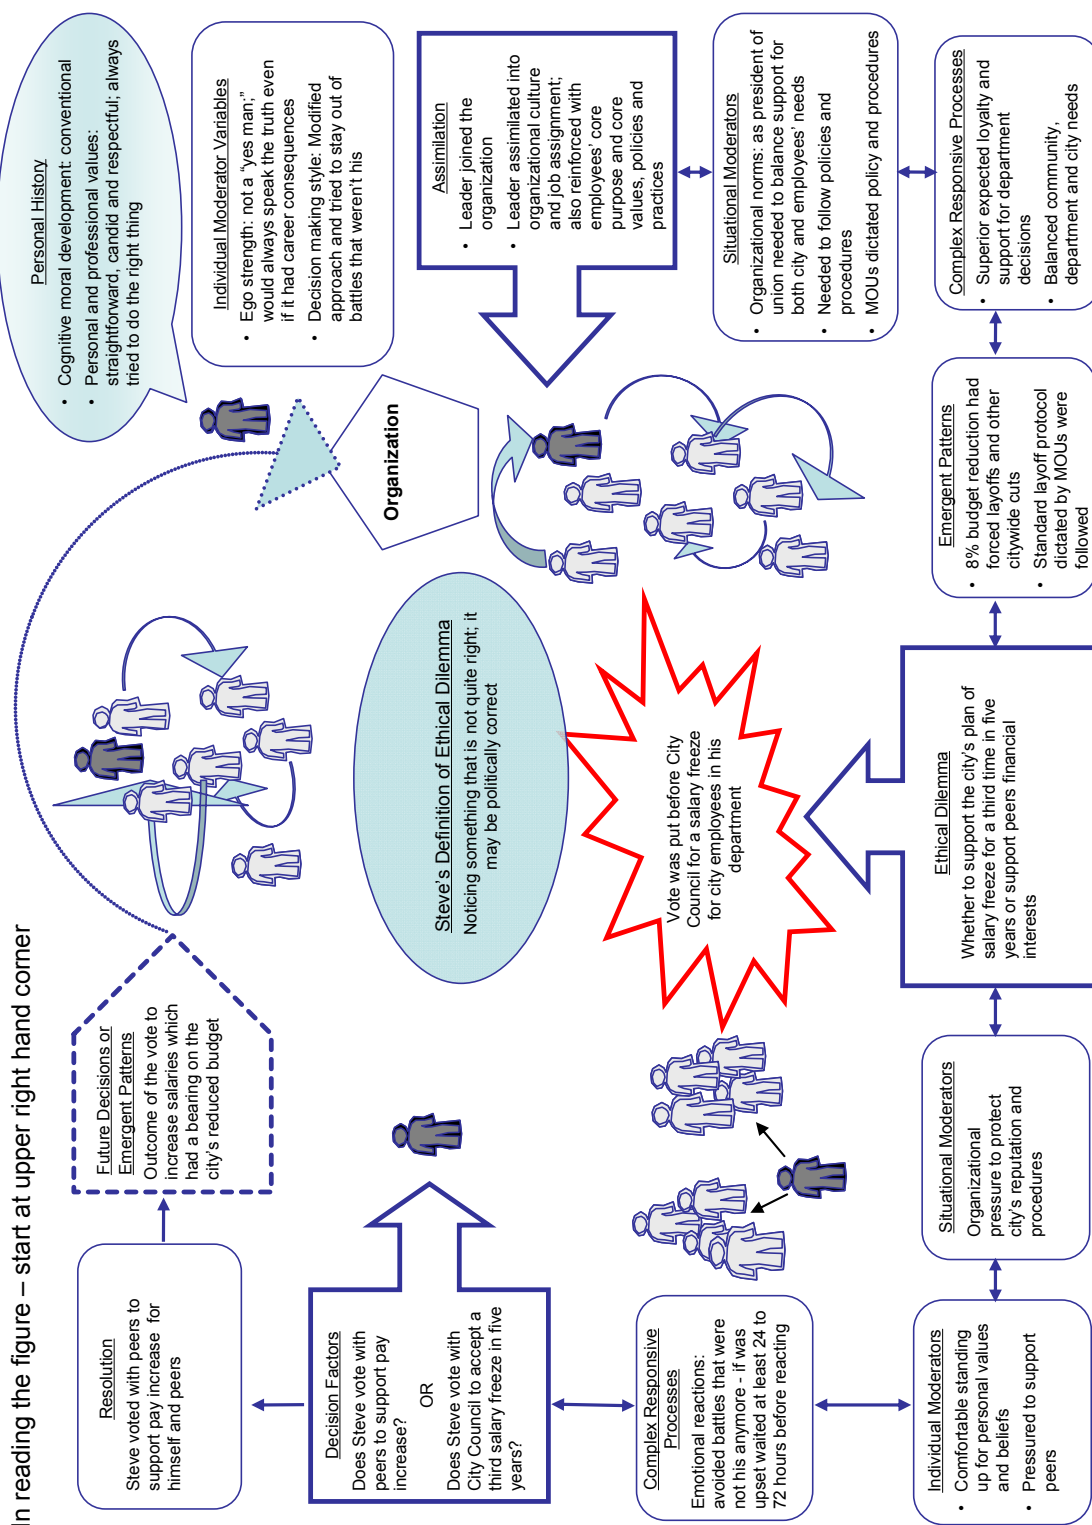 In reading the figure – start at upper right hand corner
Personal History
• Cognitive moral development: conventional
• Personal and professional values:
straightforward, candid and respectful; always
tried to do the right thing
Individual Moderator Variables
• Ego strength: not a “yes man;”
would always speak the truth even
if it had career consequences
• Decision making style: Modified
approach and tried to stay out of
battles that weren’t his
Organization
Assimilation
• Leader joined the
organization
• Leader assimilated into
organizational culture
and job assignment;
also reinforced with
employees’ core
purpose and core
values, policies and
practices
Situational Moderators
• Organizational norms: as president of
union needed to balance support for
both city and employees’ needs
• Needed to follow policies and
procedures
• MOUs dictated policy and procedures
Complex Responsive Processes
• Superior expected loyalty and
support for department
decisions
• Balanced community,
department and city needs
Emergent Patterns
• 8% budget reduction had
forced layoffs and other
citywide cuts
• Standard layoff protocol
dictated by MOUs were
followed
Ethical Dilemma
Whether to support the city’s plan of
salary freeze for a third time in five
years or support peers financial
interests
Steve’s Definition of Ethical Dilemma
Noticing something that is not quite right; it
may be politically correct
Vote was put before City
Council for a salary freeze
for city employees in his
department
Situational Moderators
Organizational
pressure to protect
city’s reputation and
procedures
Individual Moderators
• Comfortable standing
up for personal values
and beliefs
• Pressured to support
peers
Complex Responsive
Processes
Emotional reactions:
avoided battles that were
not his anymore - if was
upset waited at least 24 to
72 hours before reacting
Decision Factors
Does Steve vote with
peers to support pay
increase?
OR
Does Steve vote with
City Council to accept a
third salary freeze in five
years?
Resolution
Steve voted with peers to
support pay increase for
himself and peers
Future Decisions or
Emergent Patterns
Outcome of the vote to
increase salaries which
had a bearing on the
city’s reduced budget